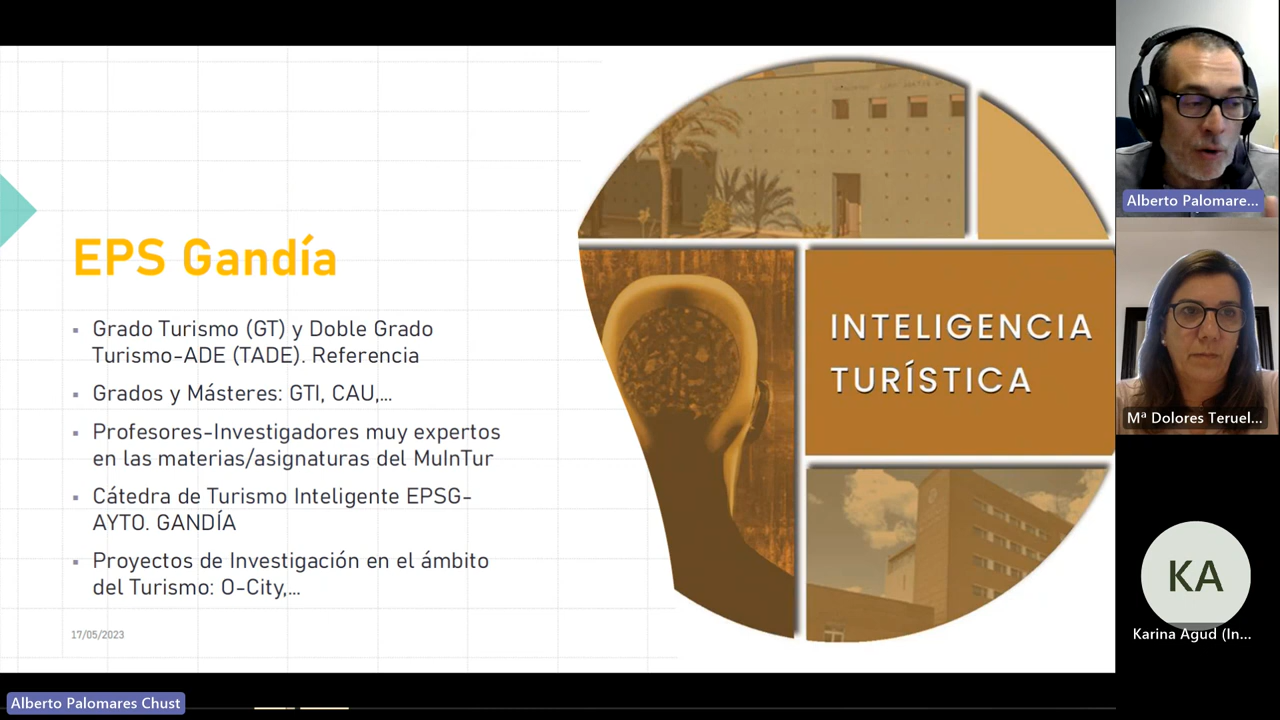 EPS Gandía
▪ Grado Turismo (GT) y Doble Grado
Turismo-ADE (TADE). Referencia
▪ Grados y Másteres: GTI, CAU,...
▪ Profesores-Investigadores muy expertos
en las materias/asignaturas del MuInTur
▪ Cátedra de Turismo Inteligente EPSG-
AYTO. GANDÍA
▪ Proyectos de Investigación en el ámbito
del Turismo: O-City,...
17/05/2023
INTELIGENCIA
TURÍSTICA
Alberto Palomare...
Mª Dolores Teruel...
KA
Karina Agud (In...
Alberto Palomares Chust